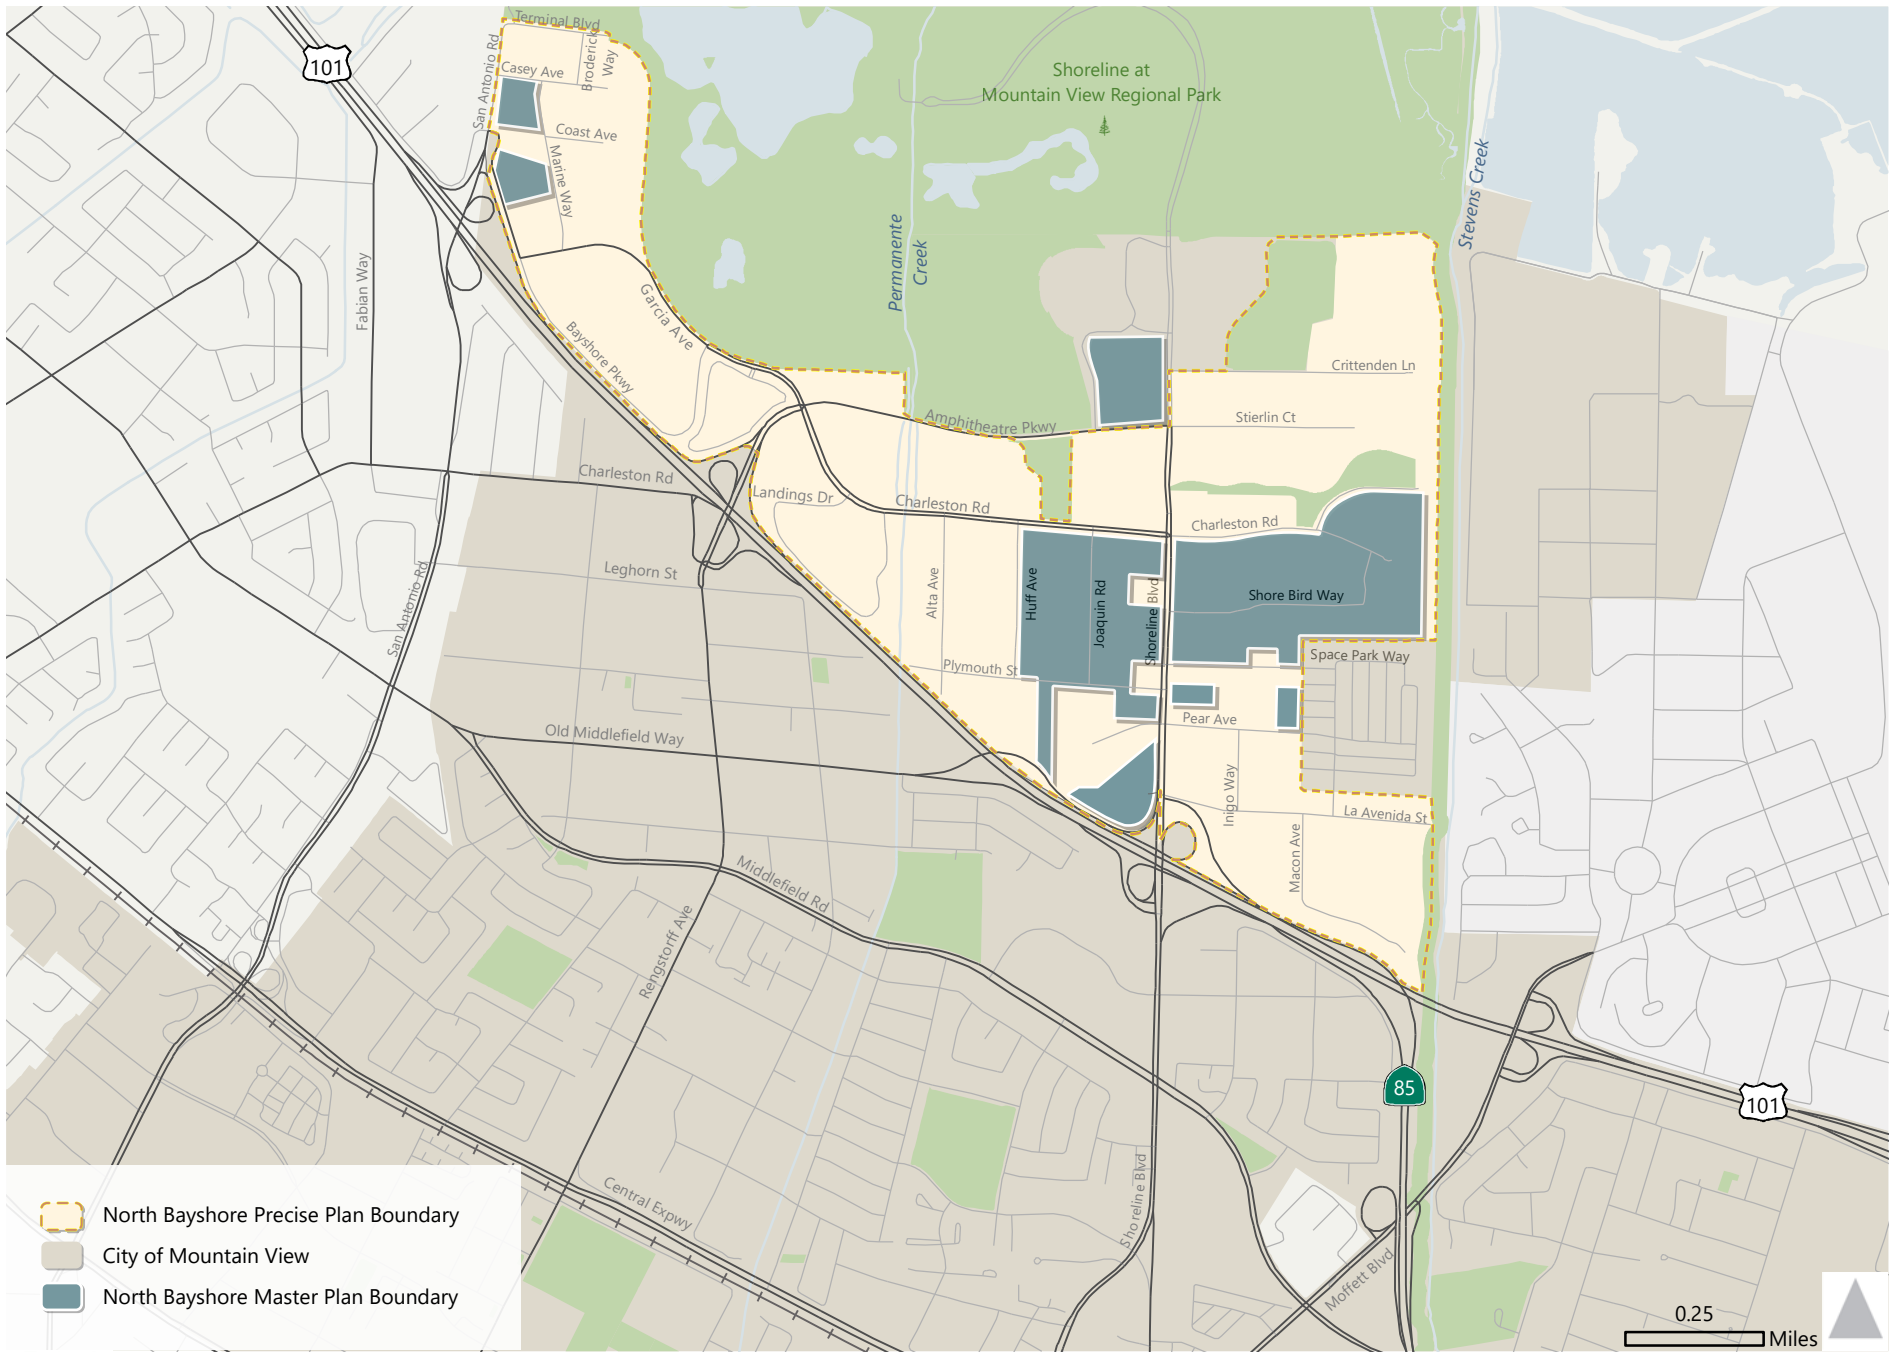 Terminal Blvd
101
San Antonio Rd
Casey Ave
Broderick
Way
Coast Ave
Marine Way
Shoreline at
Mountain View Regional Park
Stevens Creek
Permanente
Creek
Fabian Way
Garcia Ave
Bayshore Pkwy
Crittenden Ln
Stierlin Ct
Amphitheatre Pkwy
Charleston Rd
Landings Dr
Charleston Rd
Charleston Rd
Leghorn St
San Antonio Rd
Alta Ave
Huff Ave
Joaquin Rd
Shoreline Blvd
Shore Bird Way
Plymouth St
Space Park Way
Pear Ave
Old Middlefield Way
Inigo Way
La Avenida St
Macon Ave
Middlefield Rd
Rengstorff Ave
85
101
Shoreline Blvd
Central Expwy
Moffett Blvd
North Bayshore Precise Plan Boundary
City of Mountain View
North Bayshore Master Plan Boundary
0.25
Miles